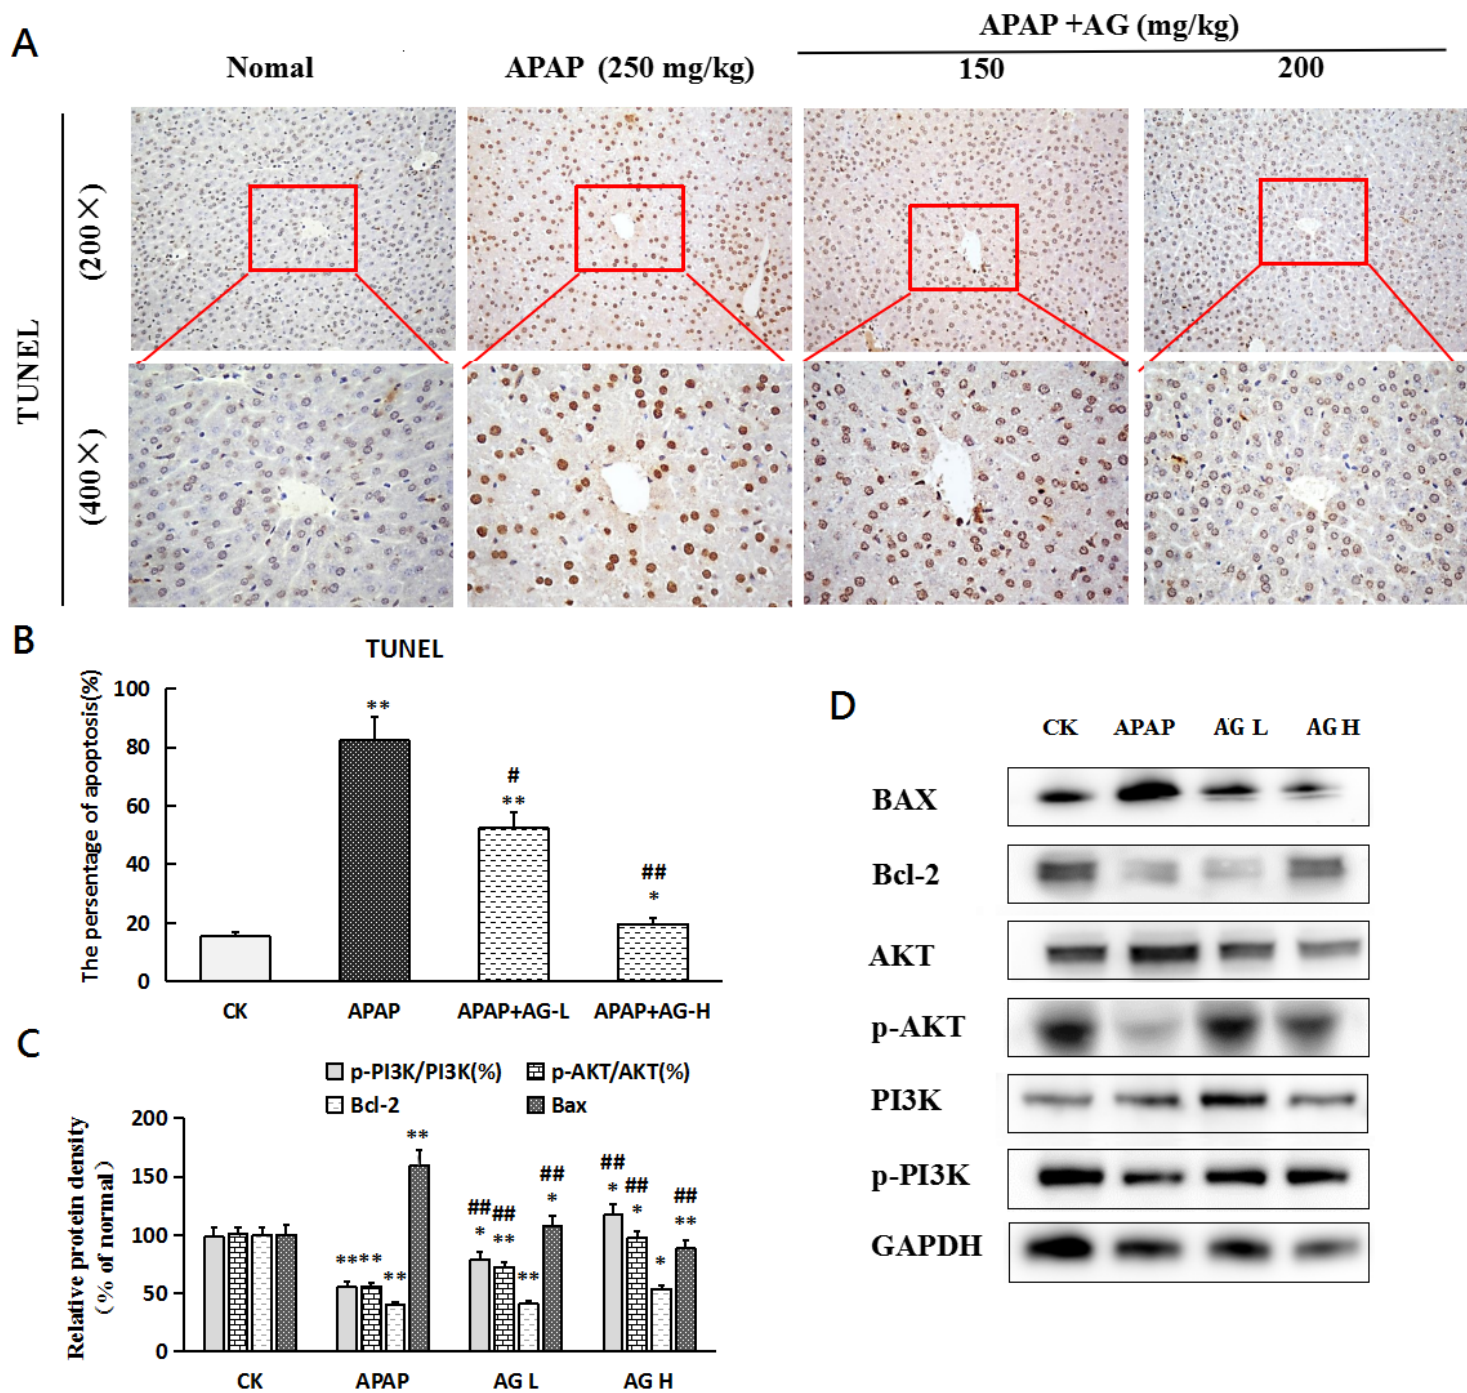 A
APAP +AG (mg/kg)
Nomal
APAP (250 mg/kg)
150
200
TUNEL
(200×)
(400×)
B
TUNEL
The persentage of apoptosis(%)
100
80
60
40
20
0
**
#
**
##
*
CK
APAP
APAP+AG-L
APAP+AG-H
C
p-PI3K/PI3K(%)
p-AKT/AKT(%)
Bcl-2
Bax
Relative protein density
(% of normal)
200
150
100
50
0
**
**
**
**
##
*
##
**
**
##
*
##
*
##
*
*
##
**
CK
APAP
AG L
AG H
D
CK
APAP
AG L
AG H
BAX
Bcl-2
AKT
p-AKT
PI3K
p-PI3K
GAPDH